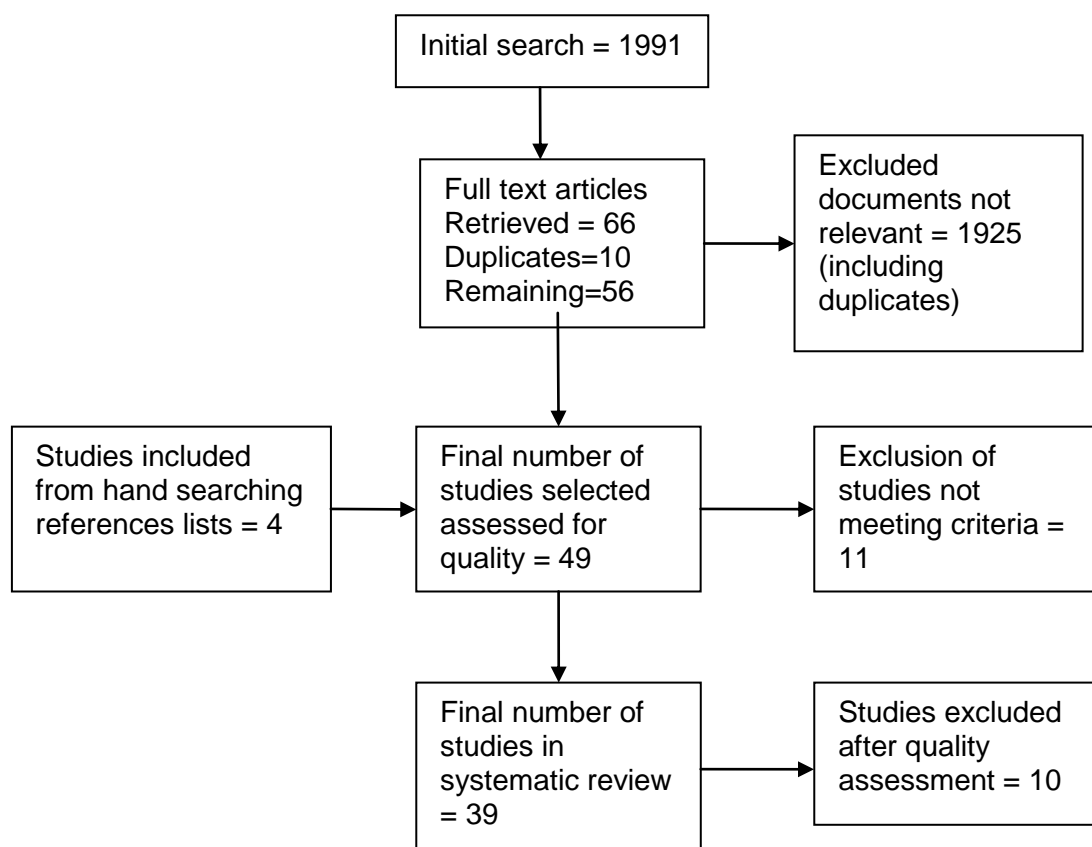 Initial search = 1991
Full text articles
Retrieved = 66
Duplicates=10
Remaining=56
Excluded
documents not
relevant = 1925
(including
duplicates)
Studies included
from hand searching
references lists = 4
Final number of
studies selected
assessed for
quality = 49
Exclusion of
studies not
meeting criteria =
11
Final number of
studies in
systematic review
= 39
Studies excluded
after quality
assessment = 10